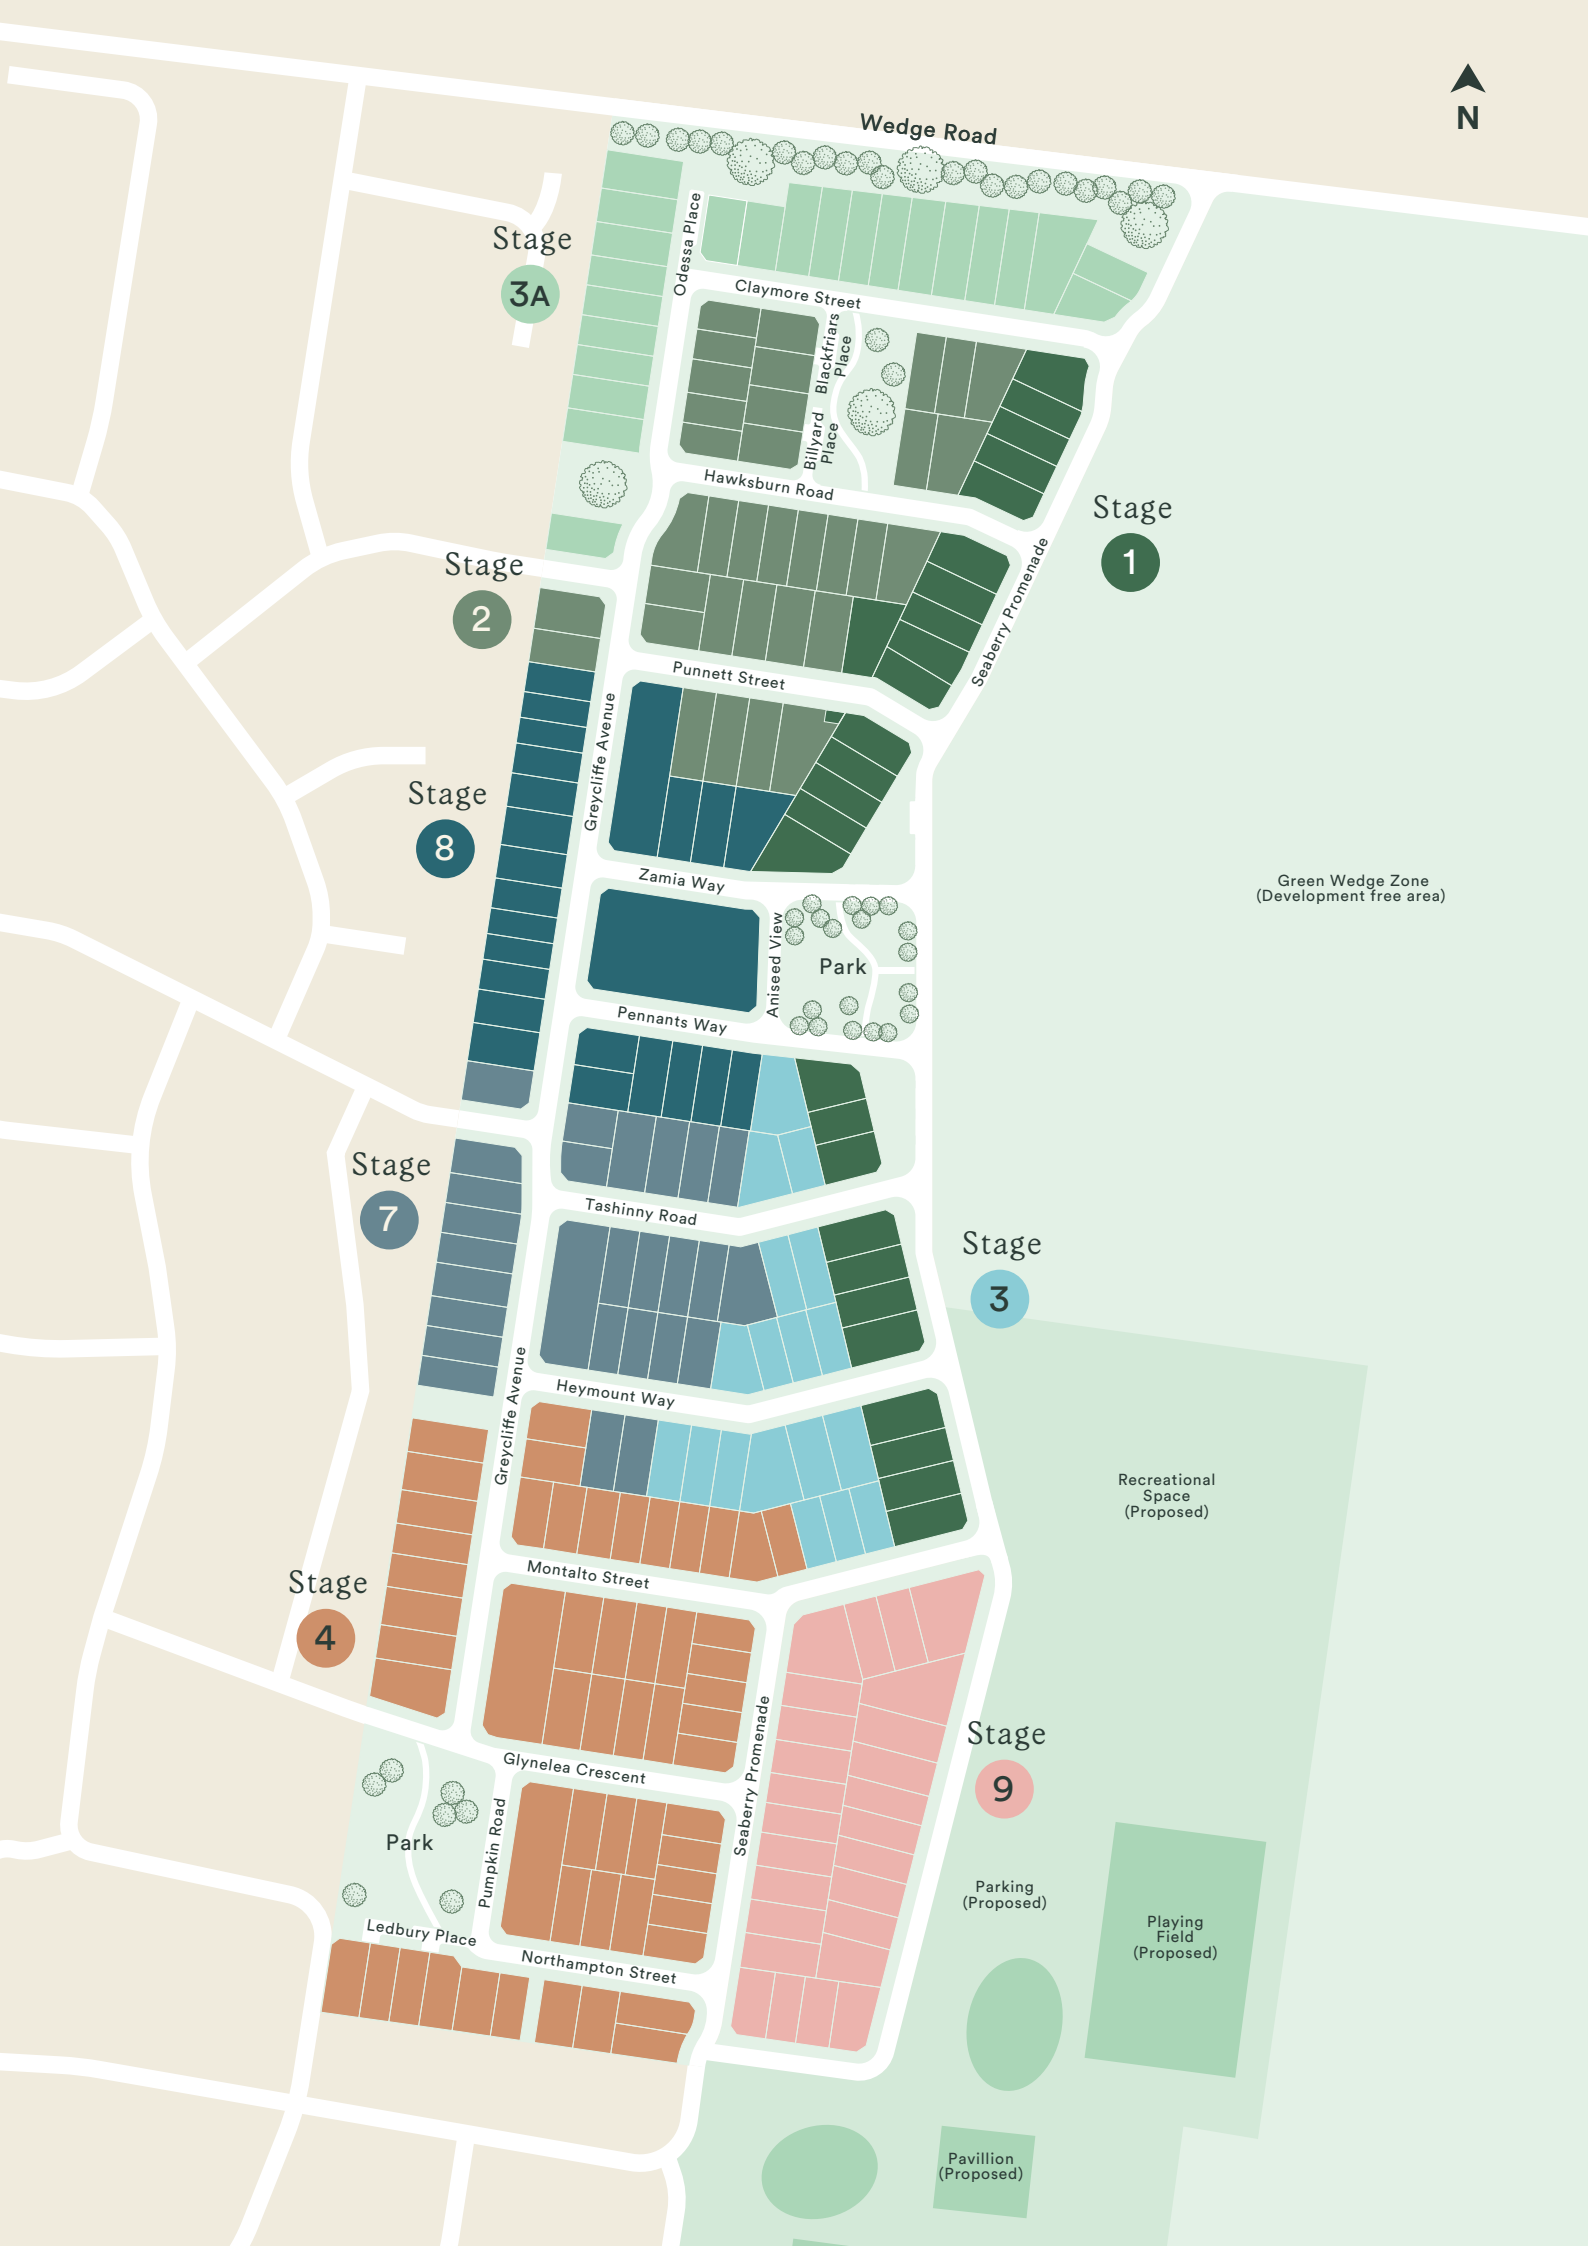 Wedge Road
N
Odessa Place
Stage
3A
Claymore Street
Blackfriars
Place
Billyard
Place
Hawksburn Road
Stage
1
Seaberry Promenade
Stage
2
Punnett Street
Greycliffe Avenue
Stage
8
Zamia Way
Green Wedge Zone
(Development free area)
Aniseed View
Park
Pennants Way
Stage
7
Tashinny Road
Stage
3
Greycliffe Avenue
Heymount Way
Recreational
Space
(Proposed)
Montalto Street
Stage
4
Seaberry Promenade
Stage
9
Glynelea Crescent
Pumpkin Road
Park
Parking
(Proposed)
Playing
Field
(Proposed)
Ledbury Place
Northampton Street
Pavillion
(Proposed)